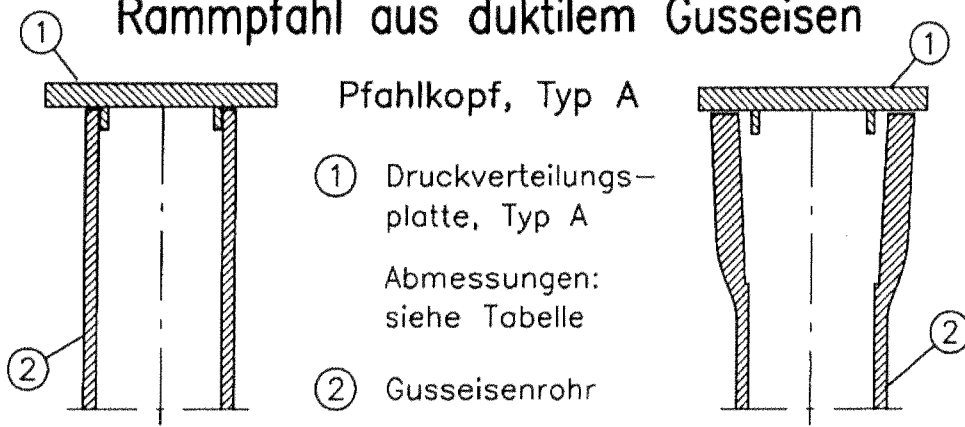 Rammpfahl aus duktilem Gusseisen
1
1
Pfahlkopf, Typ A
1 Druckverteilungs-
platte, Typ A
Abmessungen:
siehe Tabelle
2
2
2 Gusseisenrohr